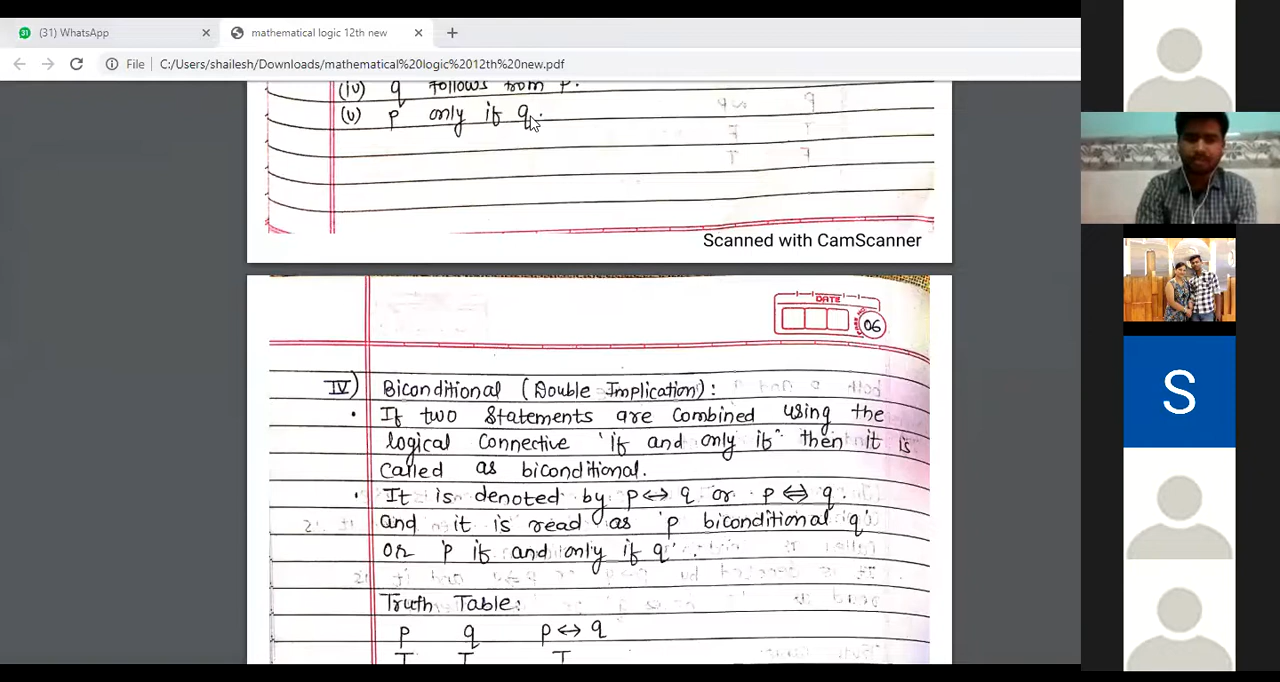 (31) WhatsApp
mathematical logic 12th new
File C:/Users/shailesh/Downloads/mathematical%20logic%2012th%20new.pdf
(iv) q follows from p.
(v) p only if q.
Scanned with CamScanner
DATE
06
IV) Biconditional (Double Implication):
• If two Statements are combined using the
logical Connective 'if and only if" then it is
Called as biconditional.
• It is denoted by p↔q or p⇔q.
and it is read as 'p biconditional q'
or 'p if and only if q'.
Truth Table:
p q p↔q
T T T
S